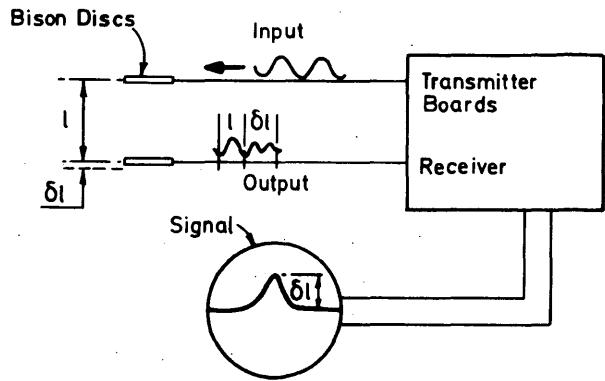 Bison Discs
Input
Transmitter
Boards
l
l δl
Receiver
Output
δl
Signal
δl